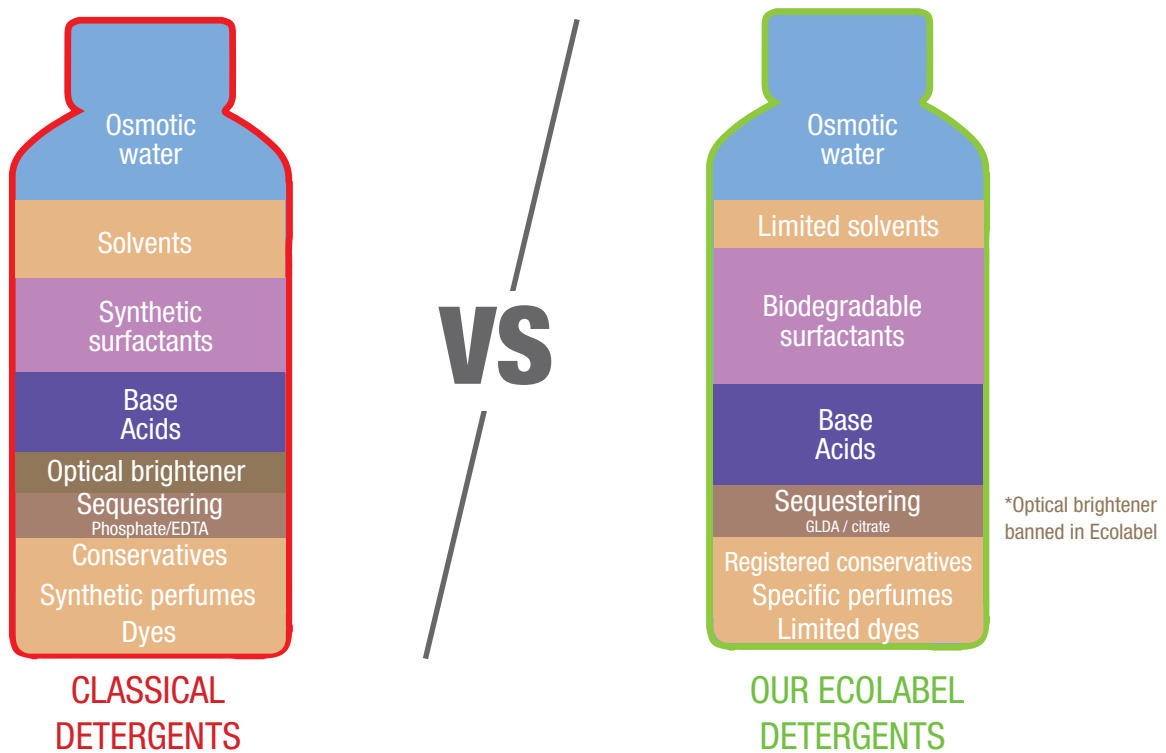 Osmotic
water
Solvents
Synthetic
surfactants
Base
Acids
Optical brightener
Sequestering
Phosphate/EDTA
Conservatives
Synthetic perfumes
Dyes
CLASSICAL
DETERGENTS
VS
Osmotic
water
Limited solvents
Biodegradable
surfactants
Base
Acids
Sequestering
GLDA / citrate
Registered conservatives
Specific perfumes
Limited dyes
*Optical brightener
banned in Ecolabel
OUR ECOLABEL
DETERGENTS